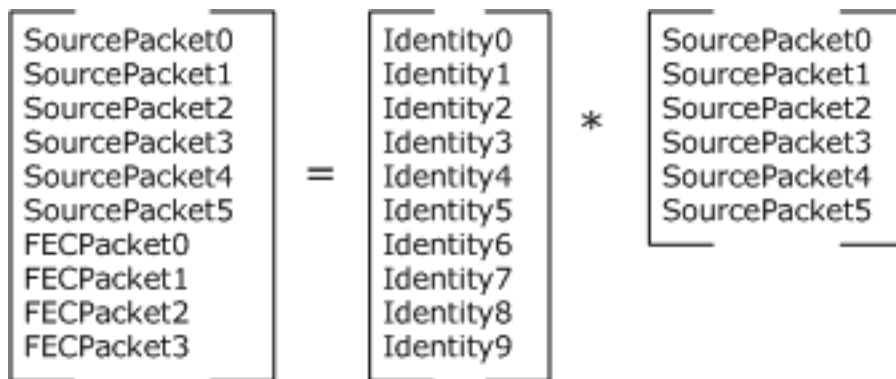 SourcePacket0
SourcePacket1
SourcePacket2
SourcePacket3
SourcePacket4
SourcePacket5
FECPacket0
FECPacket1
FECPacket2
FECPacket3
=
Identity0
Identity1
Identity2
Identity3
Identity4
Identity5
Identity6
Identity7
Identity8
Identity9
*
SourcePacket0
SourcePacket1
SourcePacket2
SourcePacket3
SourcePacket4
SourcePacket5